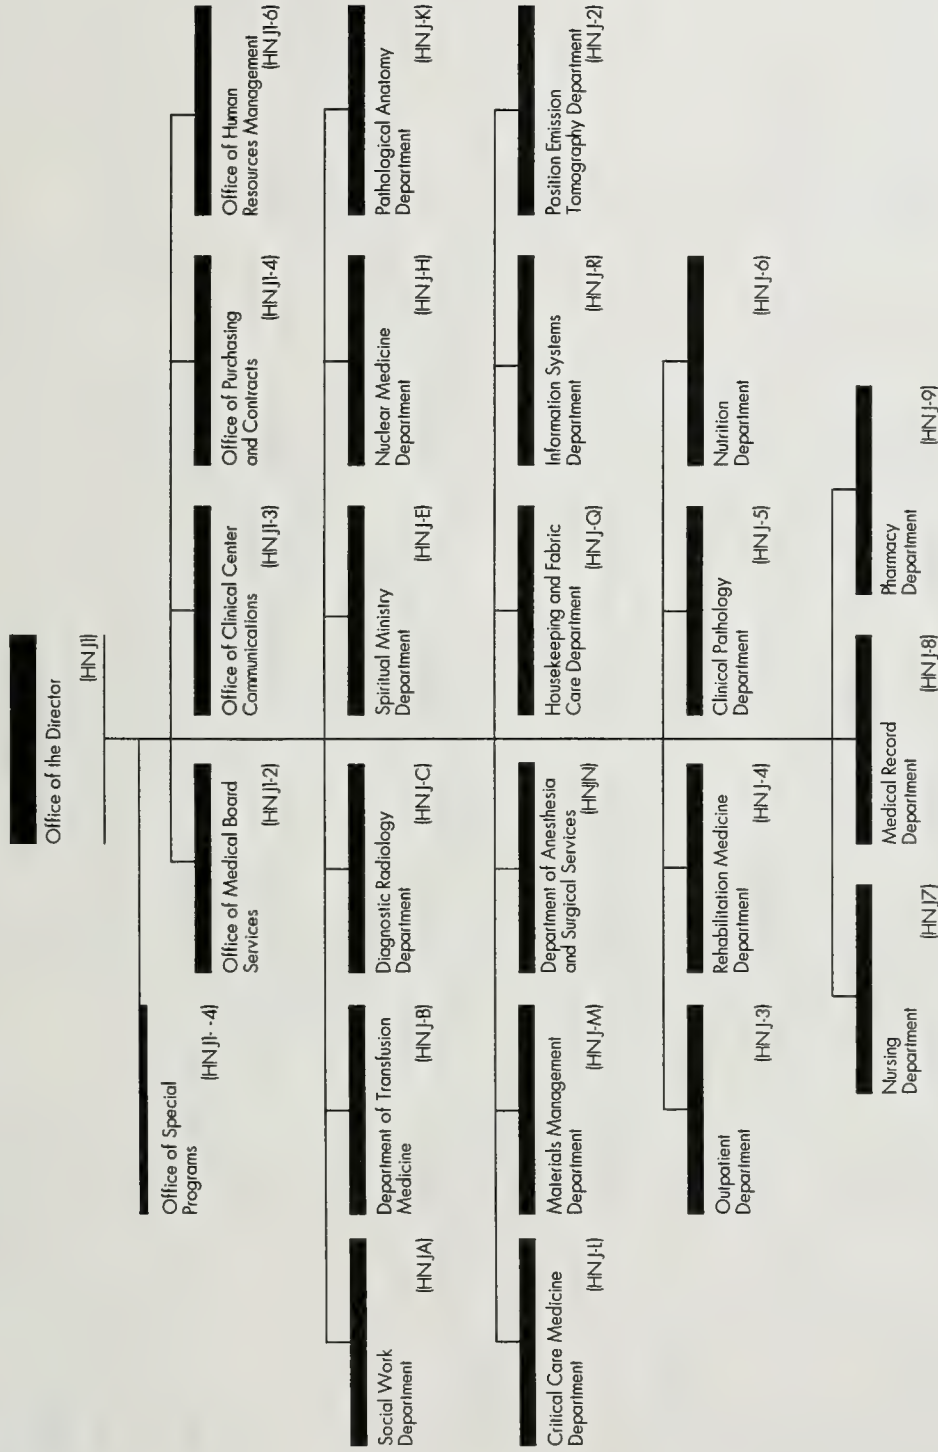 Office of the Director
(HNJ1)
Office of Special
Programs
(HNJ1--4)
Office of Medical Board
Services
(HNJ1-2)
Office of Clinical Center
Communications
(HNJ1-3)
Office of Purchasing
and Contracts
(HNJ1-4)
Office of Human
Resources Management
(HNJ1-6)
Social Work
Department
(HNJA)
Department of Transfusion
Medicine
(HNJ-B)
Diagnostic Radiology
Department
(HNJ-C)
Spiritual Ministry
Department
(HNJ-E)
Nuclear Medicine
Department
(HNJ-H)
Pathological Anatomy
Department
(HNJ-K)
Critical Care Medicine
Department
(HNJ-L)
Materials Management
Department
(HNJ-M)
Department of Anesthesia
and Surgical Services
(HNJN)
Housekeeping and Fabric
Care Department
(HNJ-Q)
Information Systems
Department
(HNJ-R)
Position Emission
Tomography Department
(HNJ-2)
Outpatient
Department
(HNJ-3)
Rehabilitation Medicine
Department
(HNJ-4)
Clinical Pathology
Department
(HNJ-5)
Nutrition
Department
(HNJ-6)
Nursing
Department
(HNJ7)
Medical Record
Department
(HNJ-8)
Pharmacy
Department
(HNJ-9)